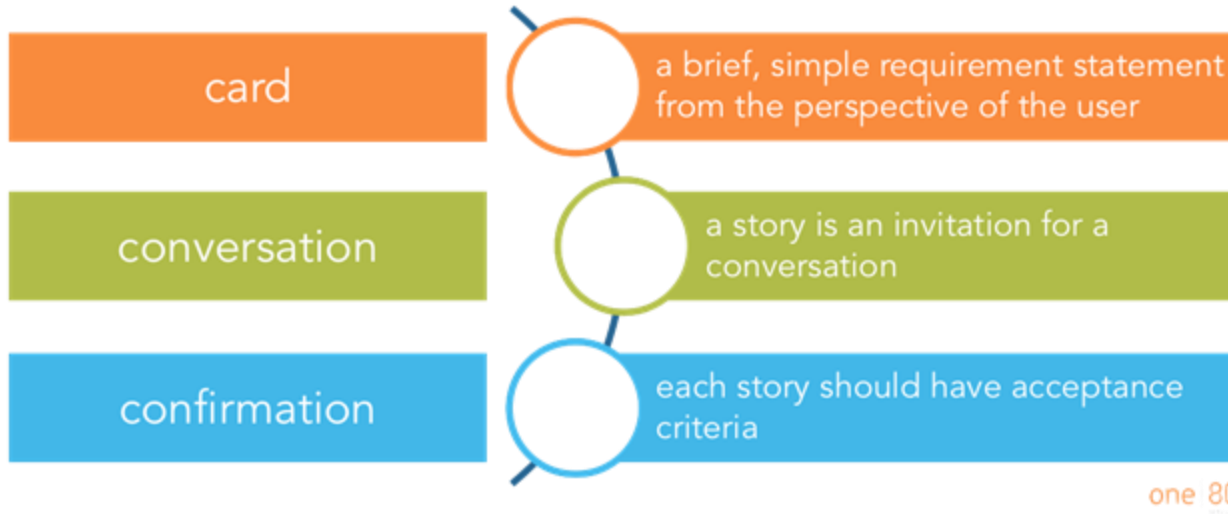 card
a brief, simple requirement statement
from the perspective of the user
conversation
a story is an invitation for a
conversation
confirmation
each story should have acceptance
criteria
one